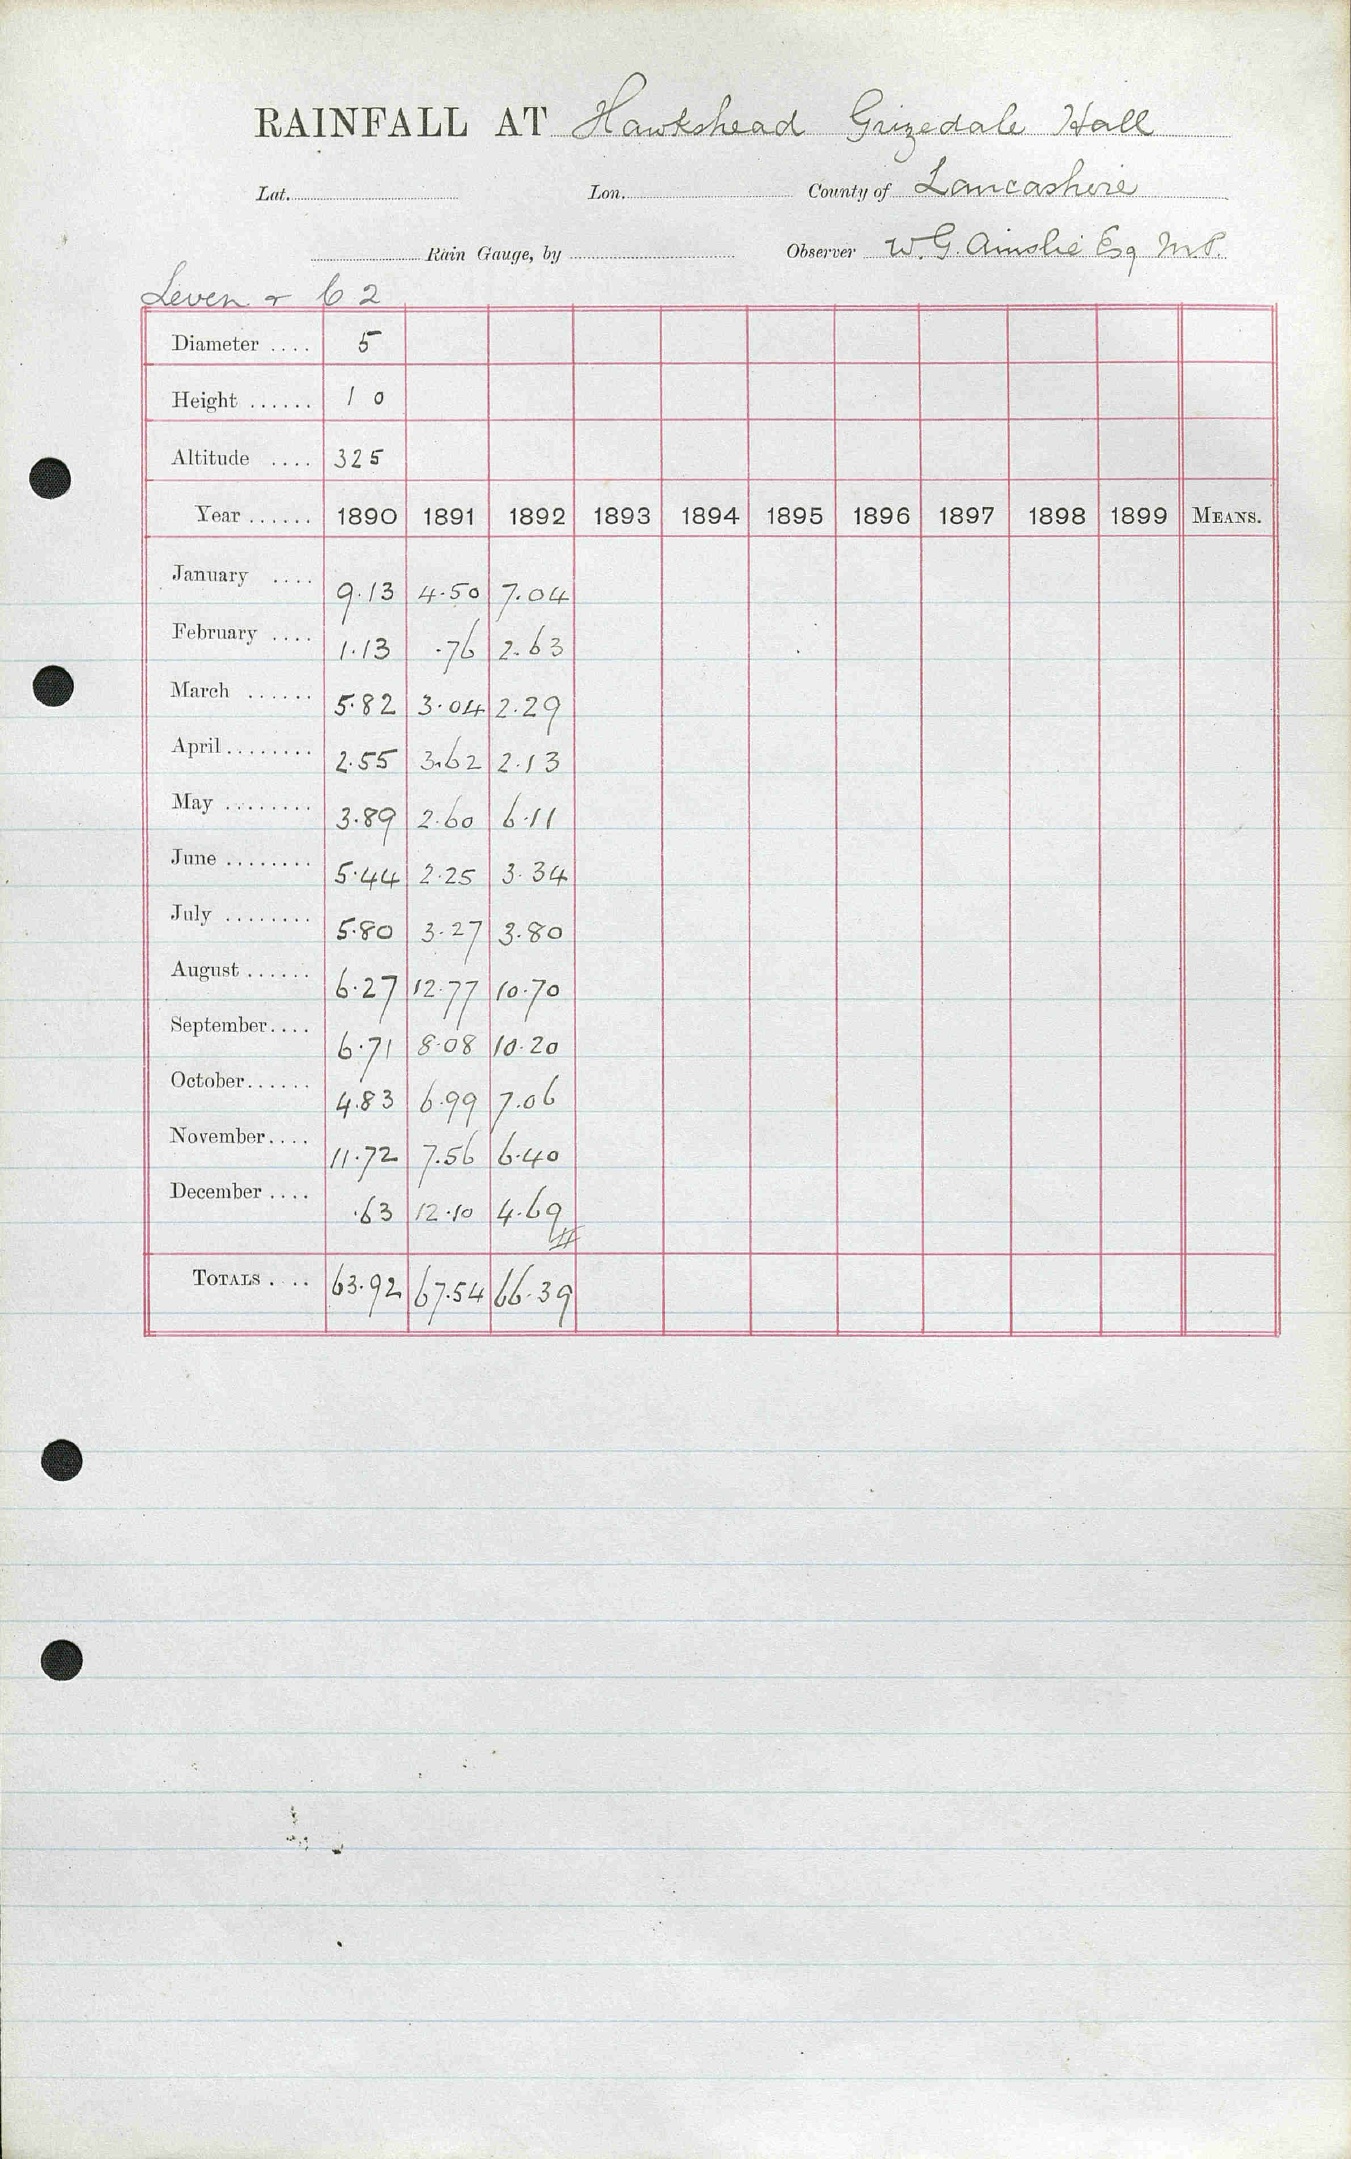 RAINFALL AT Hawkshead Grizedale Hall
Lat. Lon. County of Lancashire
Rain Gauge, by Observer W. G. Ainslie Esq M.P.
Leven & C 2
Diameter .... 5
Height ...... 1 0
Altitude .... 325
Year ...... 1890 1891 1892 1893 1894 1895 1896 1897 1898 1899 MEANS.
January .... 9.13 4.50 7.04
February .... 1.13 .76 2.63
March ...... 5.82 3.04 2.29
April ........ 2.55 3.62 2.13
May ........ 3.89 2.60 6.11
June ........ 5.44 2.25 3.34
July ........ 5.80 3.27 3.80
August ...... 6.27 12.77 10.70
September .... 6.71 8.08 10.20
October ...... 4.83 6.99 7.06
November .... 11.72 7.56 6.40
December .... .63 12.10 4.69
TOTALS .... 63.92 67.54 66.39